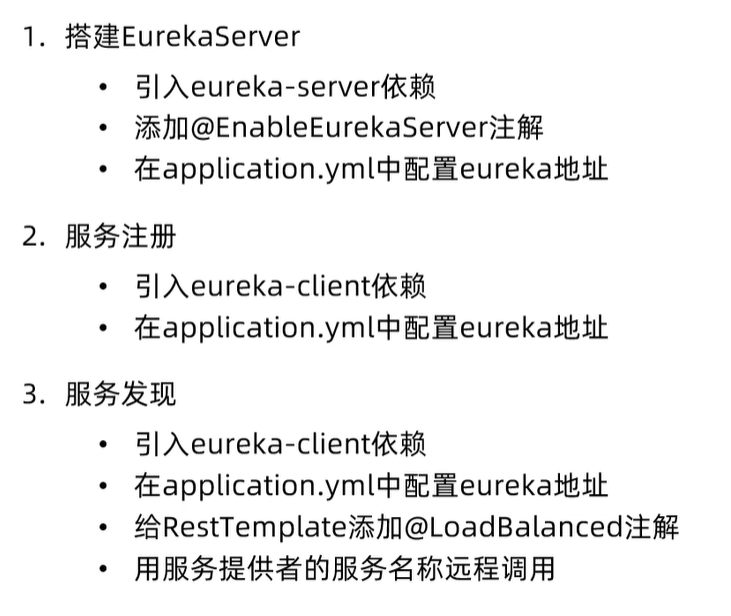 1. 搭建EurekaServer
• 引入eureka-server依赖
• 添加@EnableEurekaServer注解
• 在application.yml中配置eureka地址
2. 服务注册
• 引入eureka-client依赖
• 在application.yml中配置eureka地址
3. 服务发现
• 引入eureka-client依赖
• 在application.yml中配置eureka地址
• 给RestTemplate添加@LoadBalanced注解
• 用服务提供者的服务名称远程调用